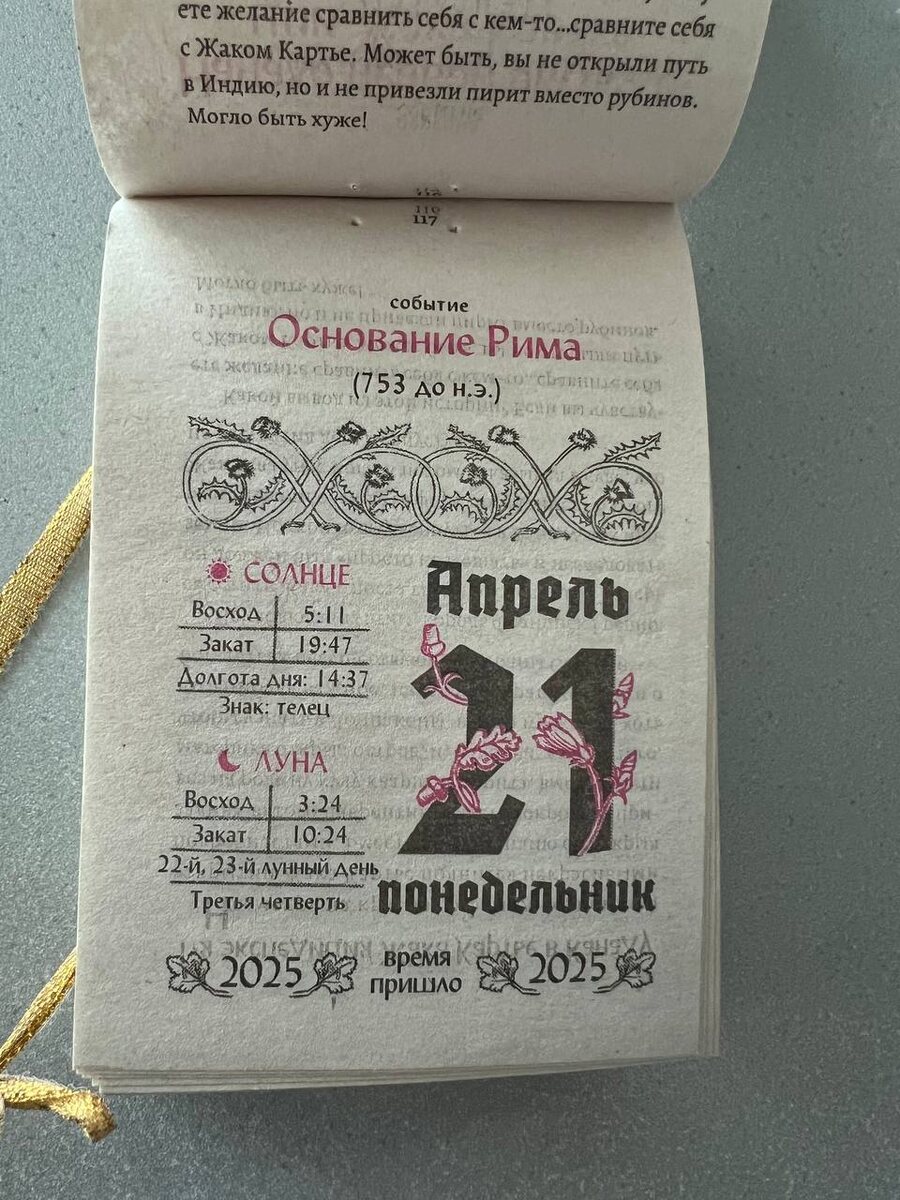 ете желание сравнить себя с кем-то...сравните себя
с Жаком Картье. Может быть, вы не открыли путь
в Индию, но и не привезли пирит вместо рубинов.
Могло быть хуже!
117
событие
Основание Рима
(753 до н.э.)
СОЛНЦЕ
Восход 5:11
Закат 19:47
Долгота дня: 14:37
Знак: телец
ЛУНА
Восход 3:24
Закат 10:24
22-й, 23-й лунный день
Третья четверть
Апрель
21
понедельник
2025 время пришло 2025